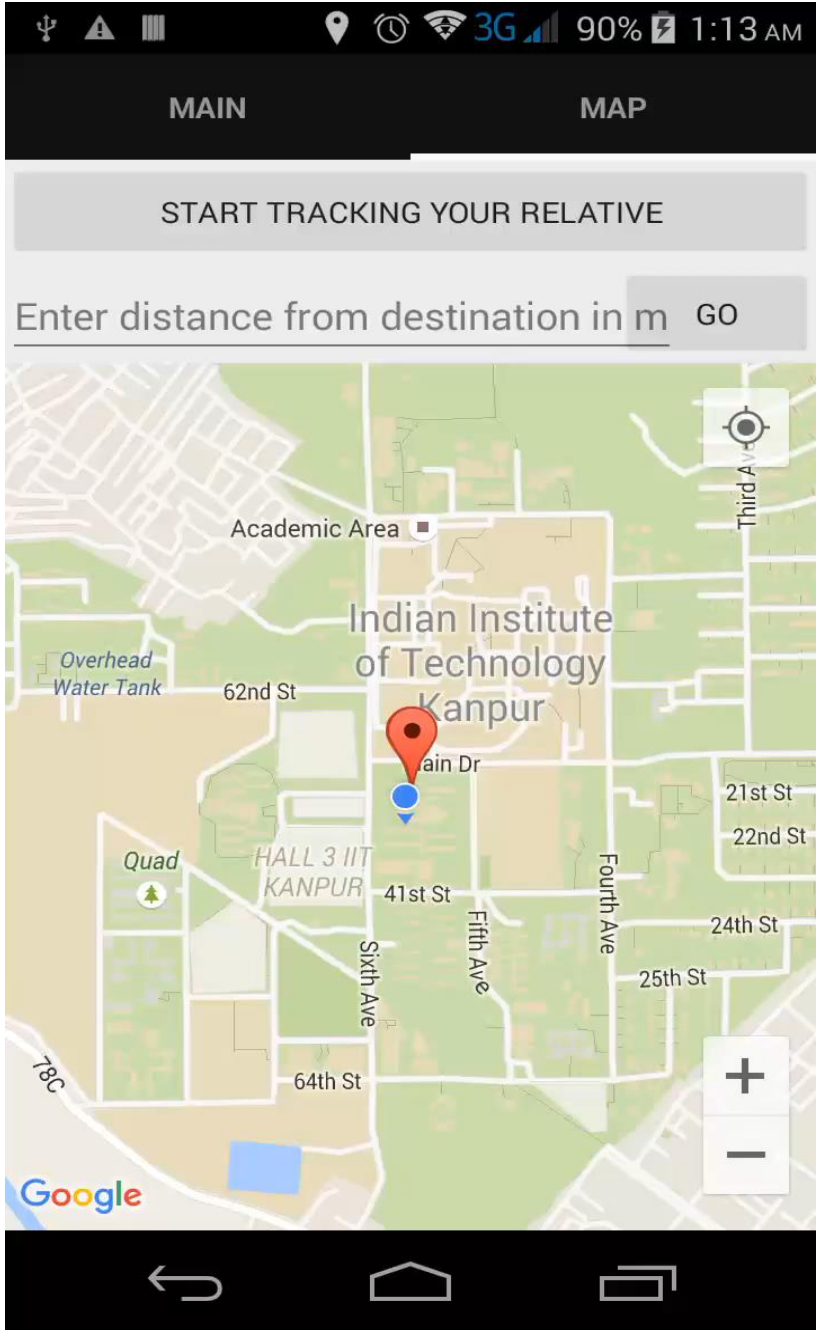 3G 90% 1:13 AM
MAIN MAP
START TRACKING YOUR RELATIVE
Enter distance from destination in m GO
Third Av
Academic Area
Indian Institute
of Technology
Kanpur
Overhead
Water Tank
62nd St
ain Dr
21st St
22nd St
Quad
HALL 3 IIT
KANPUR
41st St
Fourth Ave
Fifth Ave
24th St
Sixth Ave
25th St
78C
64th St
Google